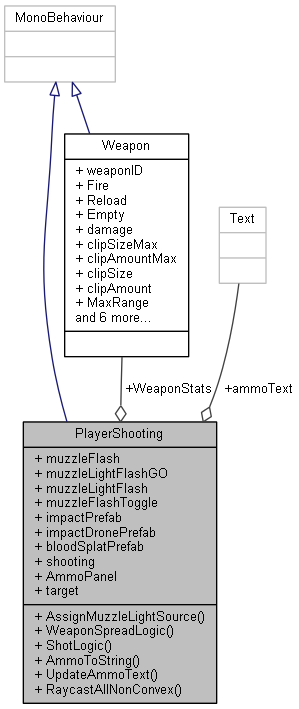 MonoBehaviour
Weapon
+ weaponID
+ Fire
+ Reload
+ Empty
+ damage
+ clipSizeMax
+ clipAmountMax
+ clipSize
+ clipAmount
+ MaxRange
and 6 more...
Text
+WeaponStats
+ammoText
PlayerShooting
+ muzzleFlash
+ muzzleLightFlashGO
+ muzzleLightFlash
+ muzzleFlashToggle
+ impactPrefab
+ impactDronePrefab
+ bloodSplatPrefab
+ shooting
+ AmmoPanel
+ target
+ AssignMuzzleLightSource()
+ WeaponSpreadLogic()
+ ShotLogic()
+ AmmoToString()
+ UpdateAmmoText()
+ RaycastAllNonConvex()